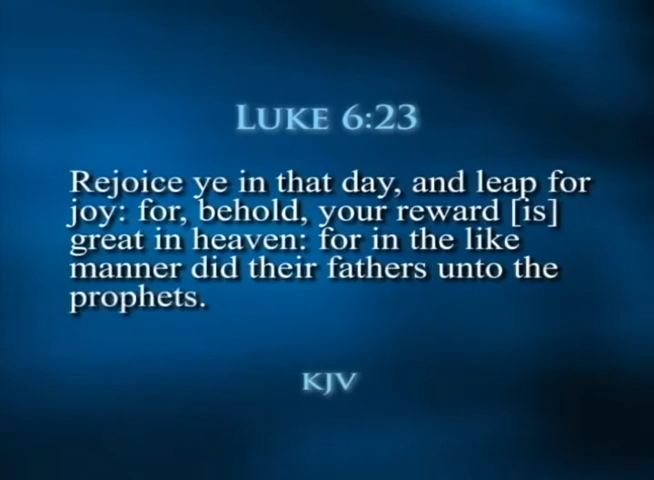 LUKE 6:23
Rejoice ye in that day, and leap for
joy: for, behold, your reward [is]
great in heaven: for in the like
manner did their fathers unto the
prophets.
KJV